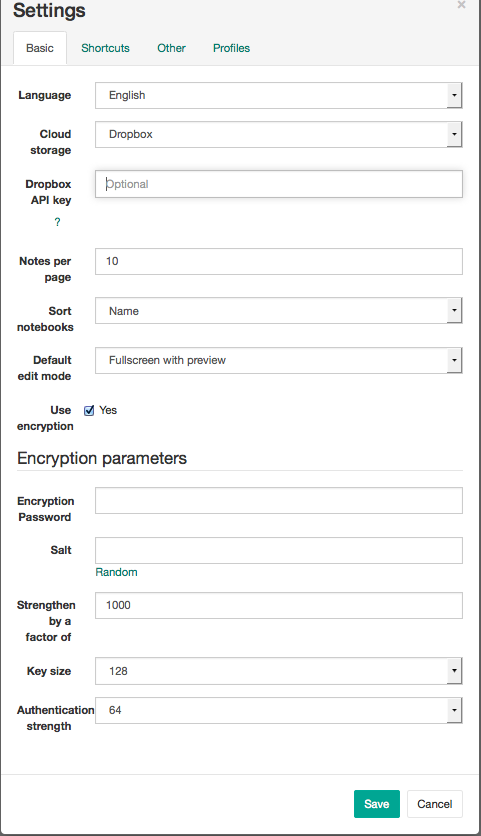 Settings
×
Basic Shortcuts Other Profiles
Language English
Cloud
storage
Dropbox
Dropbox
API key
Optional
?
Notes per
page
10
Sort
notebooks
Name
Default
edit mode
Fullscreen with preview
Use
encryption
Yes
Encryption parameters
Encryption
Password
Salt
Random
Strengthen
by a
factor of
1000
Key size 128
Authentication
strength
64
Save Cancel